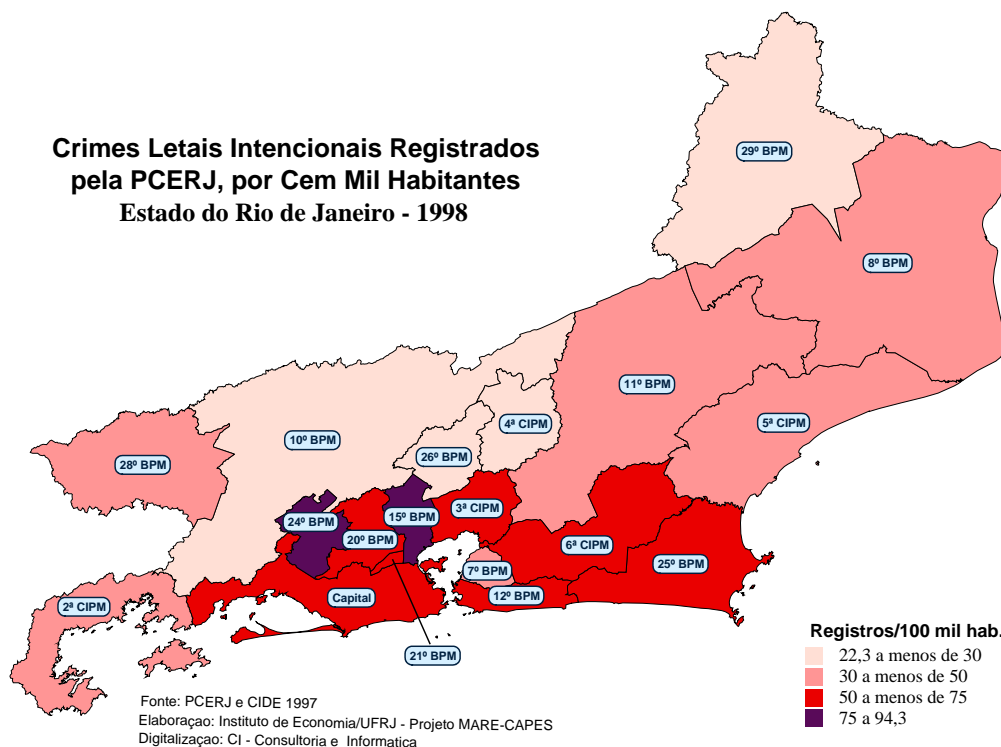 Crimes Letais Intencionais Registrados
pela PCERJ, por Cem Mil Habitantes
Estado do Rio de Janeiro - 1998
29º BPM
8º BPM
11º BPM
5ª CIPM
4ª CIPM
10º BPM
26º BPM
28º BPM
3ª CIPM
15º BPM
24º BPM
20º BPM
6ª CIPM
7º BPM
25º BPM
12º BPM
Capital
2ª CIPM
21º BPM
Registros/100 mil hab.
22,3 a menos de 30
30 a menos de 50
50 a menos de 75
75 a 94,3
Fonte: PCERJ e CIDE 1997
Elaboraçao: Instituto de Economia/UFRJ - Projeto MARE-CAPES
Digitalizaçao: CI - Consultoria e Informatica